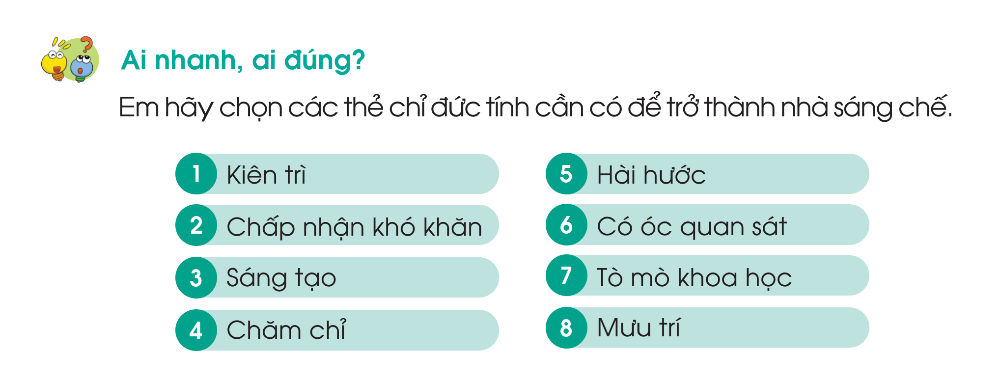 Ai nhanh, ai đúng?
Em hãy chọn các thẻ chỉ đức tính cần có để trở thành nhà sáng chế.
1 Kiên trì
2 Chấp nhận khó khăn
3 Sáng tạo
4 Chăm chỉ
5 Hài hước
6 Có óc quan sát
7 Tò mò khoa học
8 Mưu trí